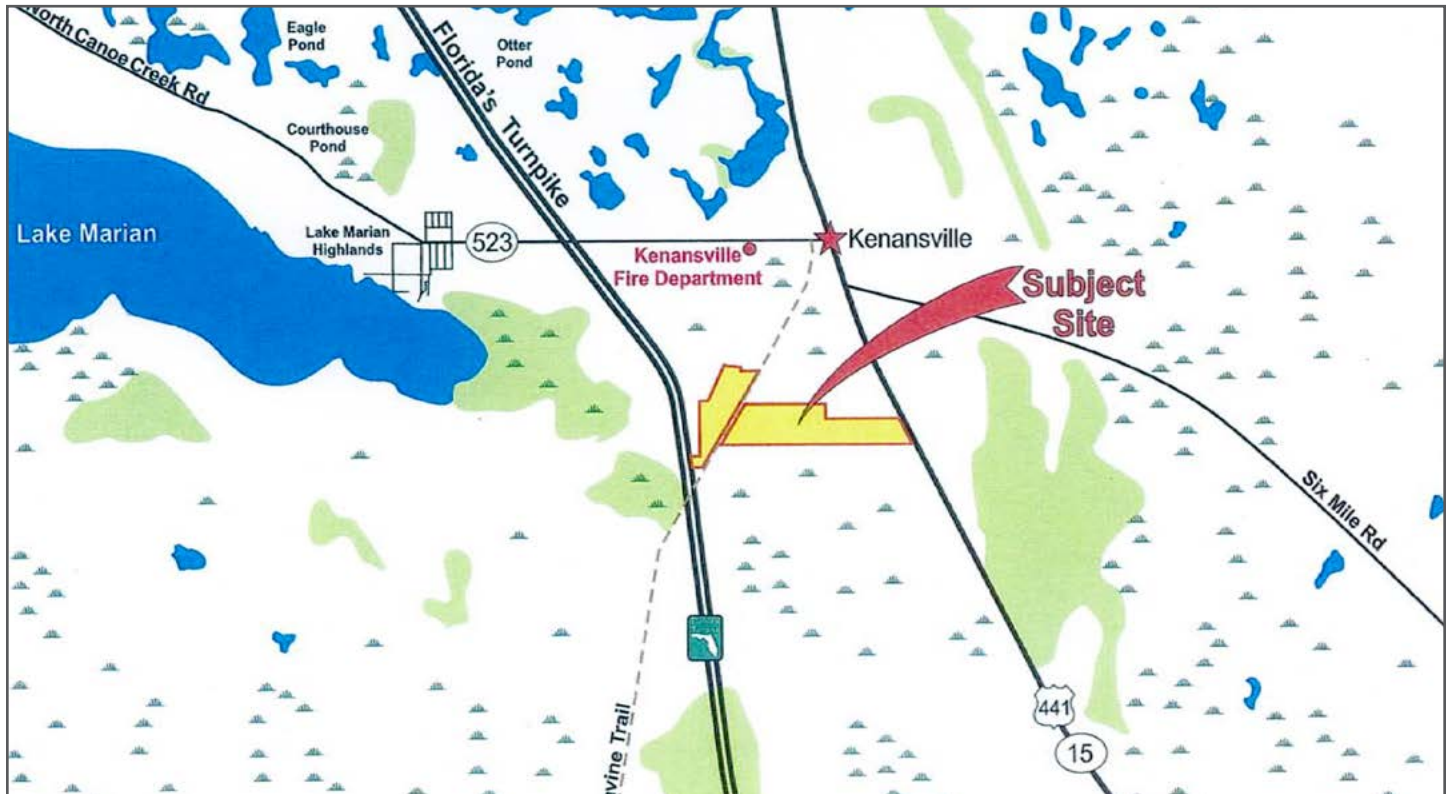 North Canoe Creek Rd
Eagle
Pond
Otter
Pond
Florida's Turnpike
Courthouse
Pond
Lake Marian
Lake Marian
Highlands
523
Kenansville
Fire Department
Kenansville
Subject
Site
Six Mile Rd
vine Trail
441
15